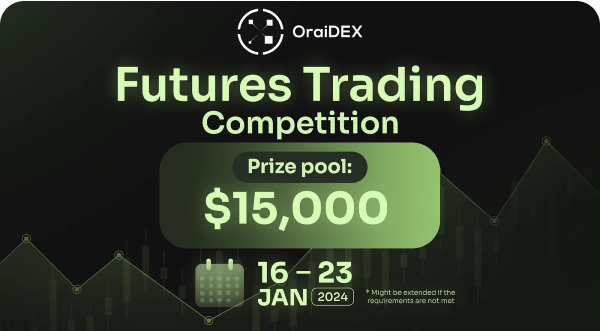 OraiDEX
Futures Trading
Competition
Prize pool:
$15,000
16 – 23
JAN 2024
* Might be extended if the
requirements are not met